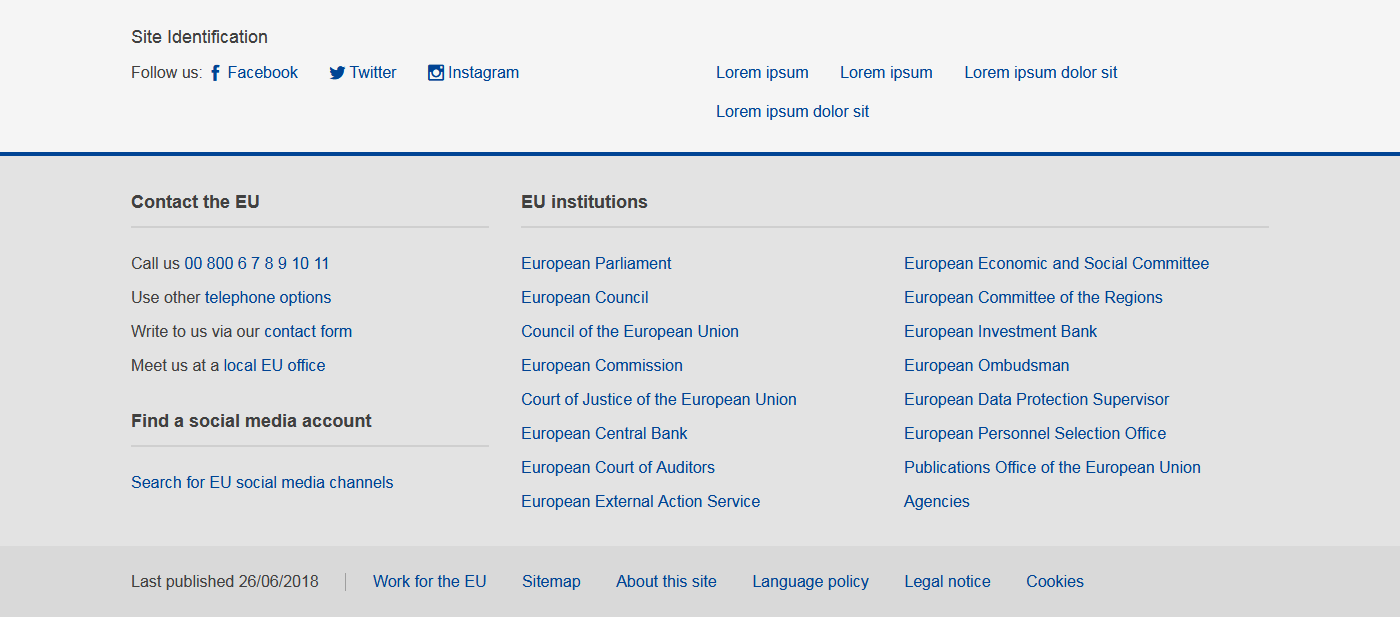 Site Identification
Follow us: Facebook Twitter Instagram
Lorem ipsum Lorem ipsum Lorem ipsum dolor sit
Lorem ipsum dolor sit
Contact the EU
Call us 00 800 6 7 8 9 10 11
Use other telephone options
Write to us via our contact form
Meet us at a local EU office
Find a social media account
Search for EU social media channels
EU institutions
European Parliament
European Council
Council of the European Union
European Commission
Court of Justice of the European Union
European Central Bank
European Court of Auditors
European External Action Service
European Economic and Social Committee
European Committee of the Regions
European Investment Bank
European Ombudsman
European Data Protection Supervisor
European Personnel Selection Office
Publications Office of the European Union
Agencies
Last published 26/06/2018 Work for the EU Sitemap About this site Language policy Legal notice Cookies